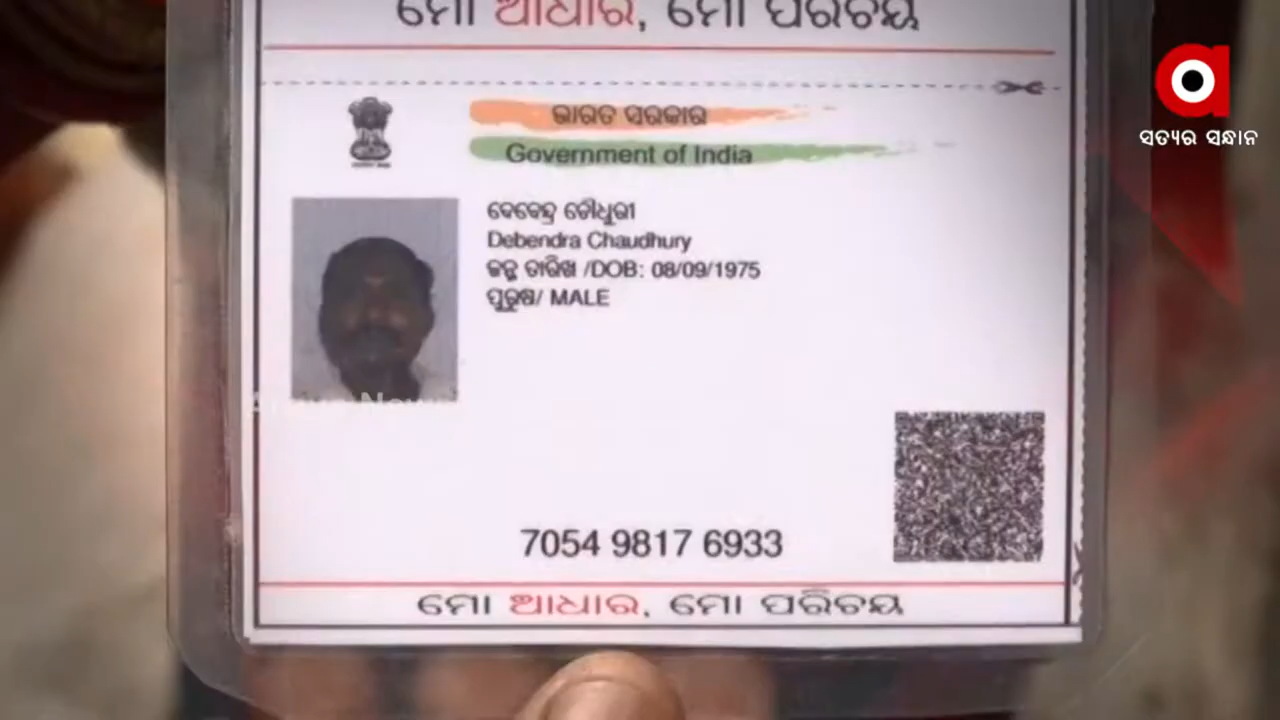 ମୋ ଆଧାର, ମୋ ପରିଚୟ
ସତ୍ୟର ସନ୍ଧାନ
ଭାରତ ସରକାର
Government of India
ଦେବେନ୍ଦ୍ର ଚୌଧୁରୀ
Debendra Chaudhury
ଜନ୍ମ ତାରିଖ /DOB: 08/09/1975
ପୁରୁଷ/ MALE
7054 9817 6933
ମୋ ଆଧାର, ମୋ ପରିଚୟ